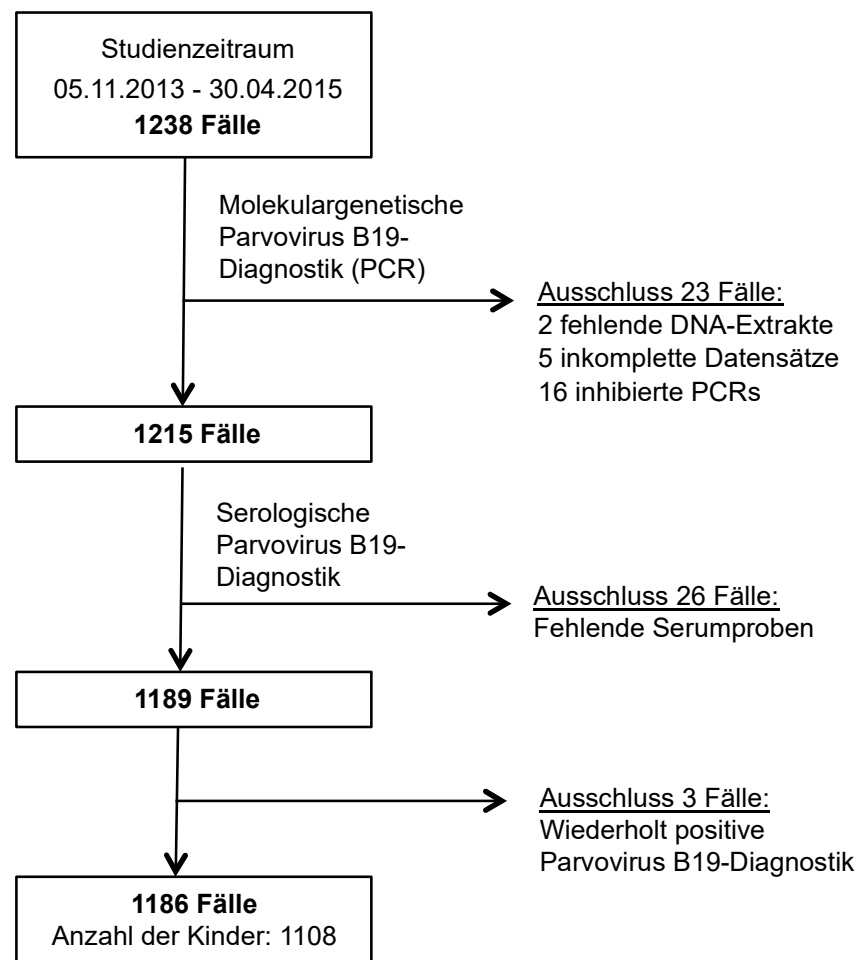 Studienzeitraum
05.11.2013 - 30.04.2015
1238 Fälle
Molekulargenetische
Parvovirus B19-
Diagnostik (PCR)
Ausschluss 23 Fälle:
2 fehlende DNA-Extrakte
5 inkomplette Datensätze
16 inhibierte PCRs
1215 Fälle
Serologische
Parvovirus B19-
Diagnostik
Ausschluss 26 Fälle:
Fehlende Serumproben
1189 Fälle
Ausschluss 3 Fälle:
Wiederholt positive
Parvovirus B19-Diagnostik
1186 Fälle
Anzahl der Kinder: 1108